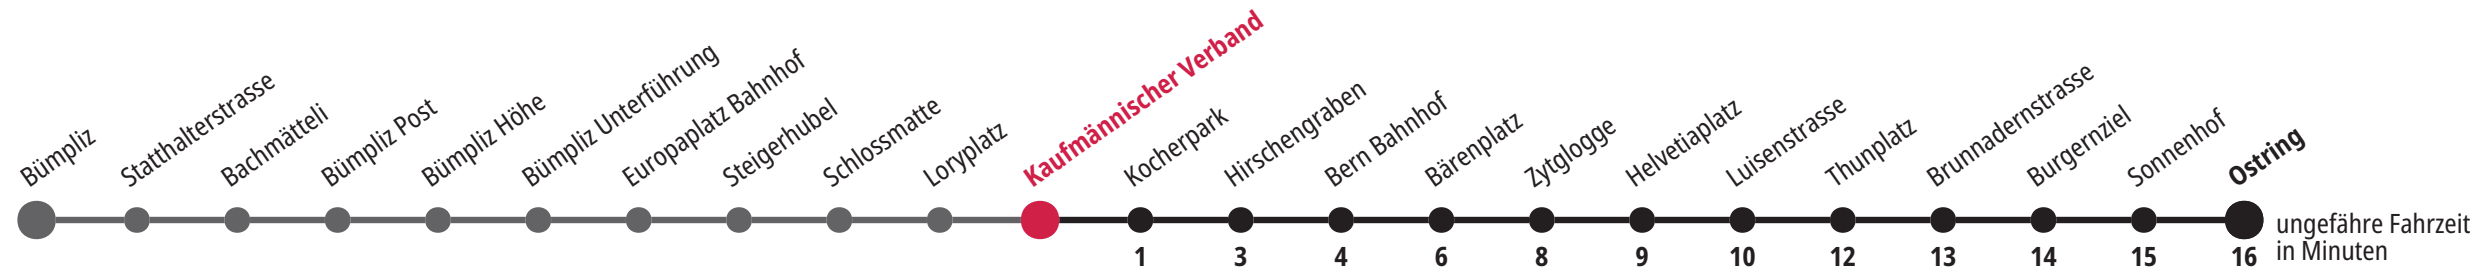 Bümpliz
Statthalterstrasse
Bachmätteli
Bümpliz Post
Bümpliz Höhe
Bümpliz Unterführung
Europaplatz Bahnhof
Steigerhubel
Schlossmatte
Loryplatz
Kaufmännischer Verband
Kocherpark
Hirschengraben
Bern Bahnhof
Bärenplatz
Zytglogge
Helvetiaplatz
Luisenstrasse
Thunplatz
Brunnadernstrasse
Burgernziel
Sonnenhof
Ostring
1 3 4 6 8 9 10 12 13 14 15 16
ungefähre Fahrzeit
in Minuten